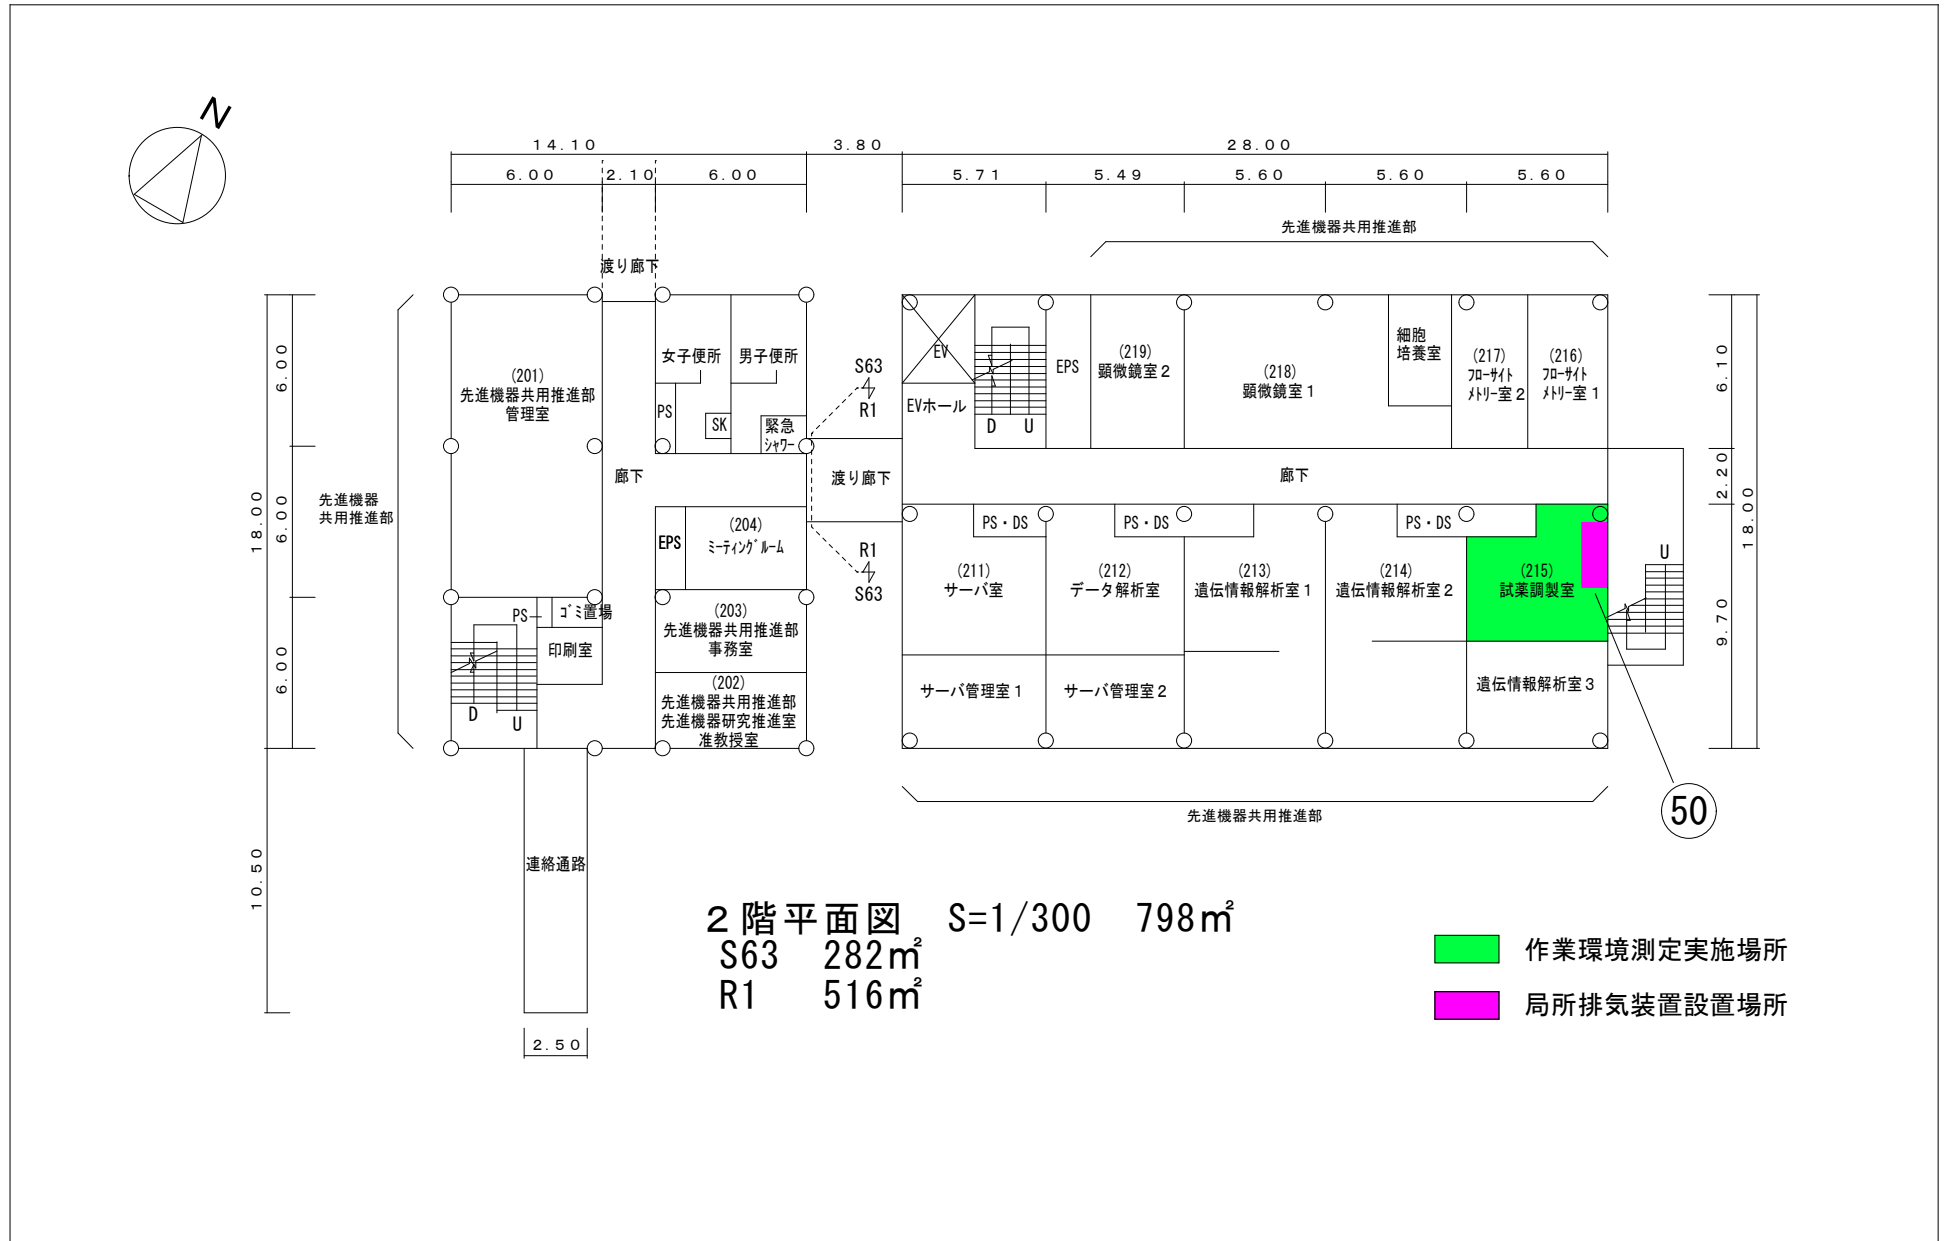 N
14.10
3.80
28.00
6.00
2.10
6.00
5.71
5.49
5.60
5.60
5.60
先進機器共用推進部
渡り廊下
18.00
6.00
6.00
6.00
10.50
先進機器
共用推進部
(201)
先進機器共用推進部
管理室
女子便所
男子便所
PS
SK
緊急
ｼｬﾜｰ
廊下
EPS
(204)
ﾐｰﾃｨﾝｸﾞﾙｰﾑ
(203)
先進機器共用推進部
事務室
(202)
先進機器共用推進部
先進機器研究推進室
准教授室
PS
ｺﾞﾐ置場
印刷室
D
U
連絡通路
2.50
S63
R1
渡り廊下
R1
S63
EV
EVホール
D
U
EPS
(219)
顕微鏡室２
(218)
顕微鏡室１
細胞
培養室
(217)
ﾌﾛｰｻｲﾄ
ﾒﾄﾘｰ室２
(216)
ﾌﾛｰｻｲﾄ
ﾒﾄﾘｰ室１
廊下
PS・DS
PS・DS
PS・DS
(211)
サーバ室
(212)
データ解析室
(213)
遺伝情報解析室１
(214)
遺伝情報解析室２
(215)
試薬調製室
サーバ管理室１
サーバ管理室２
遺伝情報解析室３
U
6.10
2.20
9.70
18.00
先進機器共用推進部
50
２階平面図 S=1/300 798㎡
S63 282㎡
R1 516㎡
作業環境測定実施場所
局所排気装置設置場所